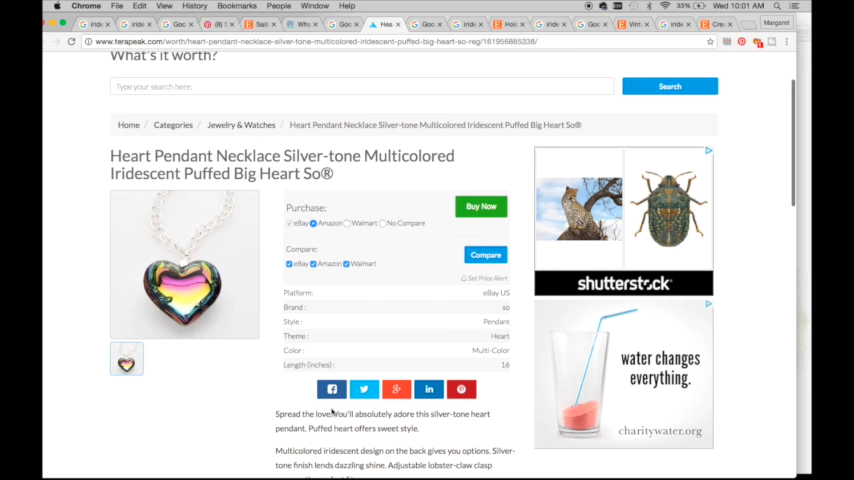 Chrome File Edit View History Bookmarks People Window Help
33% Wed 10:01 AM
Margaret
www.terapeak.com/worth/heart-pendant-necklace-silver-tone-multicolored-iridescent-puffed-big-heart-so-reg/161956885338/
What's it worth?
Type your search here.
Search
Home / Categories / Jewelry & Watches / Heart Pendant Necklace Silver-tone Multicolored Iridescent Puffed Big Heart So®
Heart Pendant Necklace Silver-tone Multicolored
Iridescent Puffed Big Heart So®
Purchase:
Buy Now
eBay Amazon Walmart No Compare
Compare:
eBay Amazon Walmart
Compare
Set Price Alert
Platform: eBay US
Brand : so
Style : Pendant
Theme : Heart
Color : Multi-Color
Length (inches) : 16
Spread the love. You'll absolutely adore this silver-tone heart
pendant. Puffed heart offers sweet style.
Multicolored iridescent design on the back gives you options. Silver-
tone finish lends dazzling shine. Adjustable lobster-claw clasp
shutterstock
water changes
everything.
charitywater.org